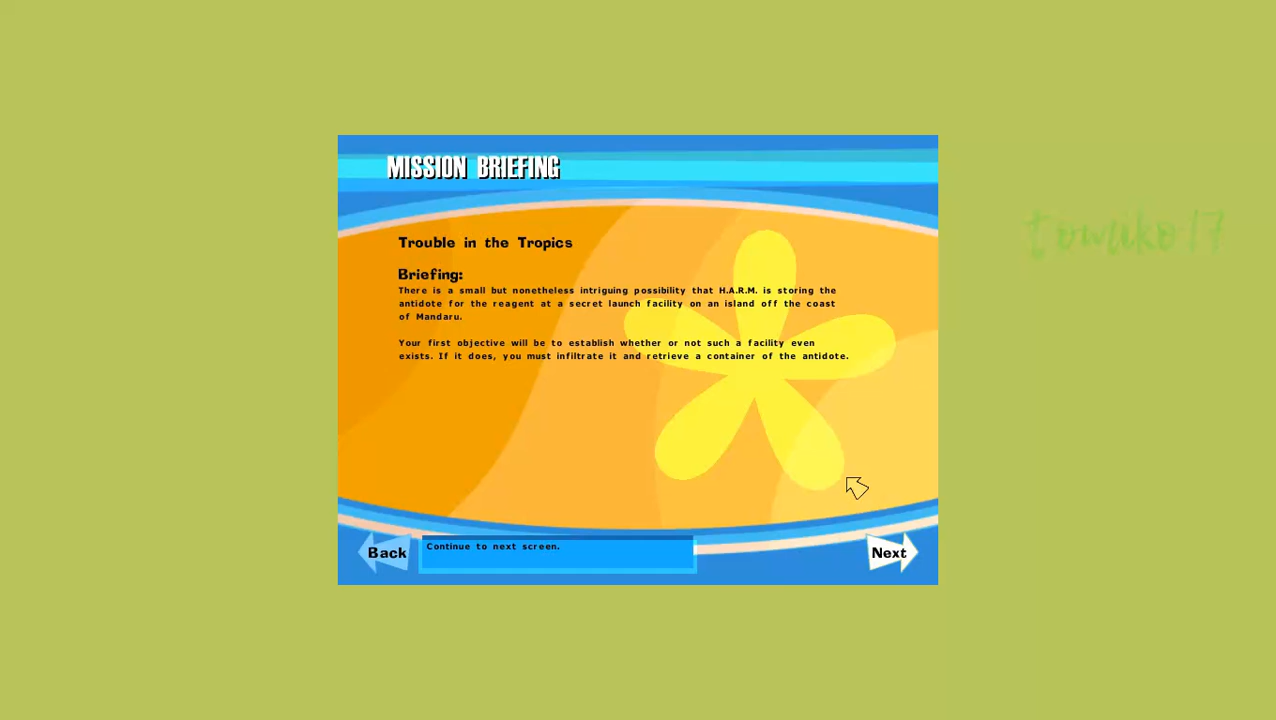 MISSION BRIEFING
Trouble in the Tropics
Briefing:
There is a small but nonetheless intriguing possibility that H.A.R.M. is storing the
antidote for the reagent at a secret launch facility on an island off the coast
of Mandaru.
Your first objective will be to establish whether or not such a facility even
exists. If it does, you must infiltrate it and retrieve a container of the antidote.
Back
Continue to next screen.
Next
tomiko17